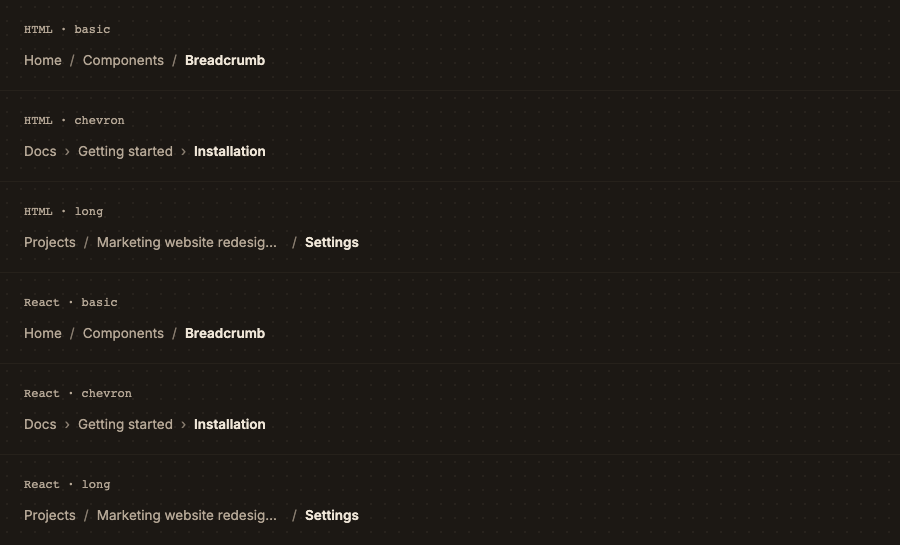 HTML · basic
Home / Components / Breadcrumb
HTML · chevron
Docs › Getting started › Installation
HTML · long
Projects / Marketing website redesig… / Settings
React · basic
Home / Components / Breadcrumb
React · chevron
Docs › Getting started › Installation
React · long
Projects / Marketing website redesig… / Settings